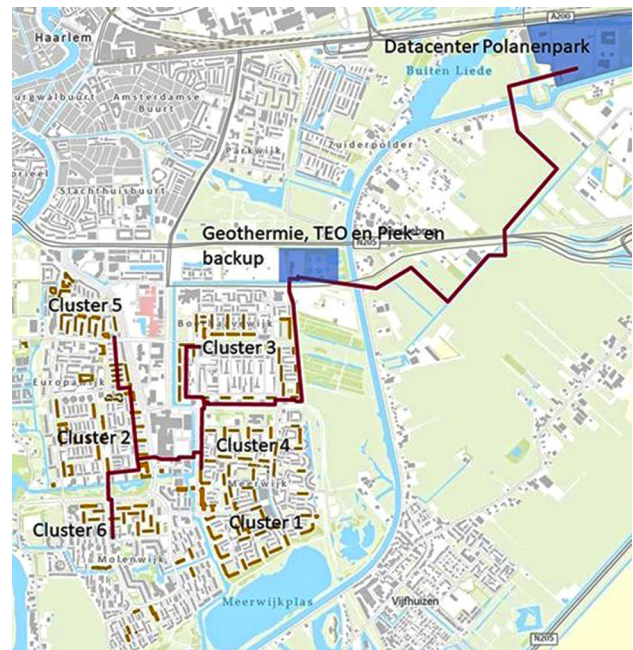 A200
Haarlem
Datacenter Polanenpark
Buiten Liede
Amsterdamse
Buurt
Parkwijk
Zuiderpolder
Slachthuisbuurt
Geothermie, TEO en Piek- en
backup
N205
Cluster 5
Cluster 3
Europawijk
Cluster 2
Cluster 4
Meerwijk
Cluster 1
Cluster 6
Molenwijk
Meerwijkplas
Vijfhuizen
N205